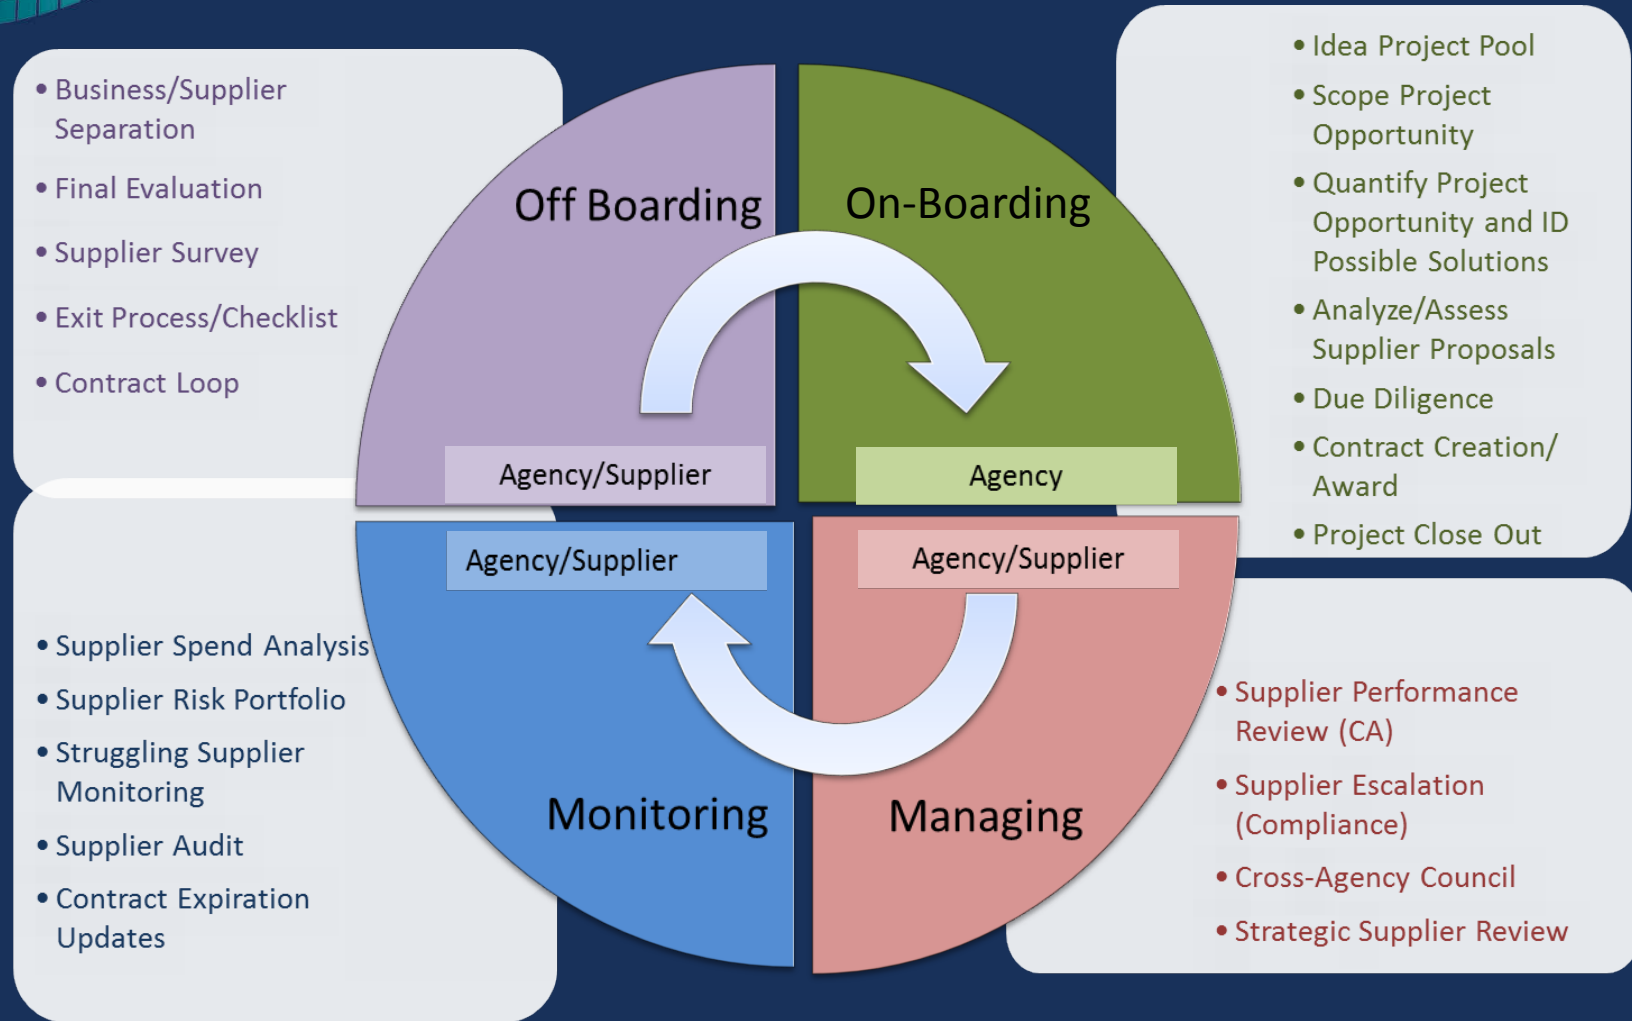 • Business/Supplier
Separation
• Final Evaluation
• Supplier Survey
• Exit Process/Checklist
• Contract Loop
Off Boarding
Agency/Supplier
On-Boarding
Agency
• Idea Project Pool
• Scope Project
Opportunity
• Quantify Project
Opportunity and ID
Possible Solutions
• Analyze/Assess
Supplier Proposals
• Due Diligence
• Contract Creation/
Award
• Project Close Out
• Supplier Spend Analysis
• Supplier Risk Portfolio
• Struggling Supplier
Monitoring
• Supplier Audit
• Contract Expiration
Updates
Agency/Supplier
Monitoring
Agency/Supplier
Managing
• Supplier Performance
Review (CA)
• Supplier Escalation
(Compliance)
• Cross-Agency Council
• Strategic Supplier Review